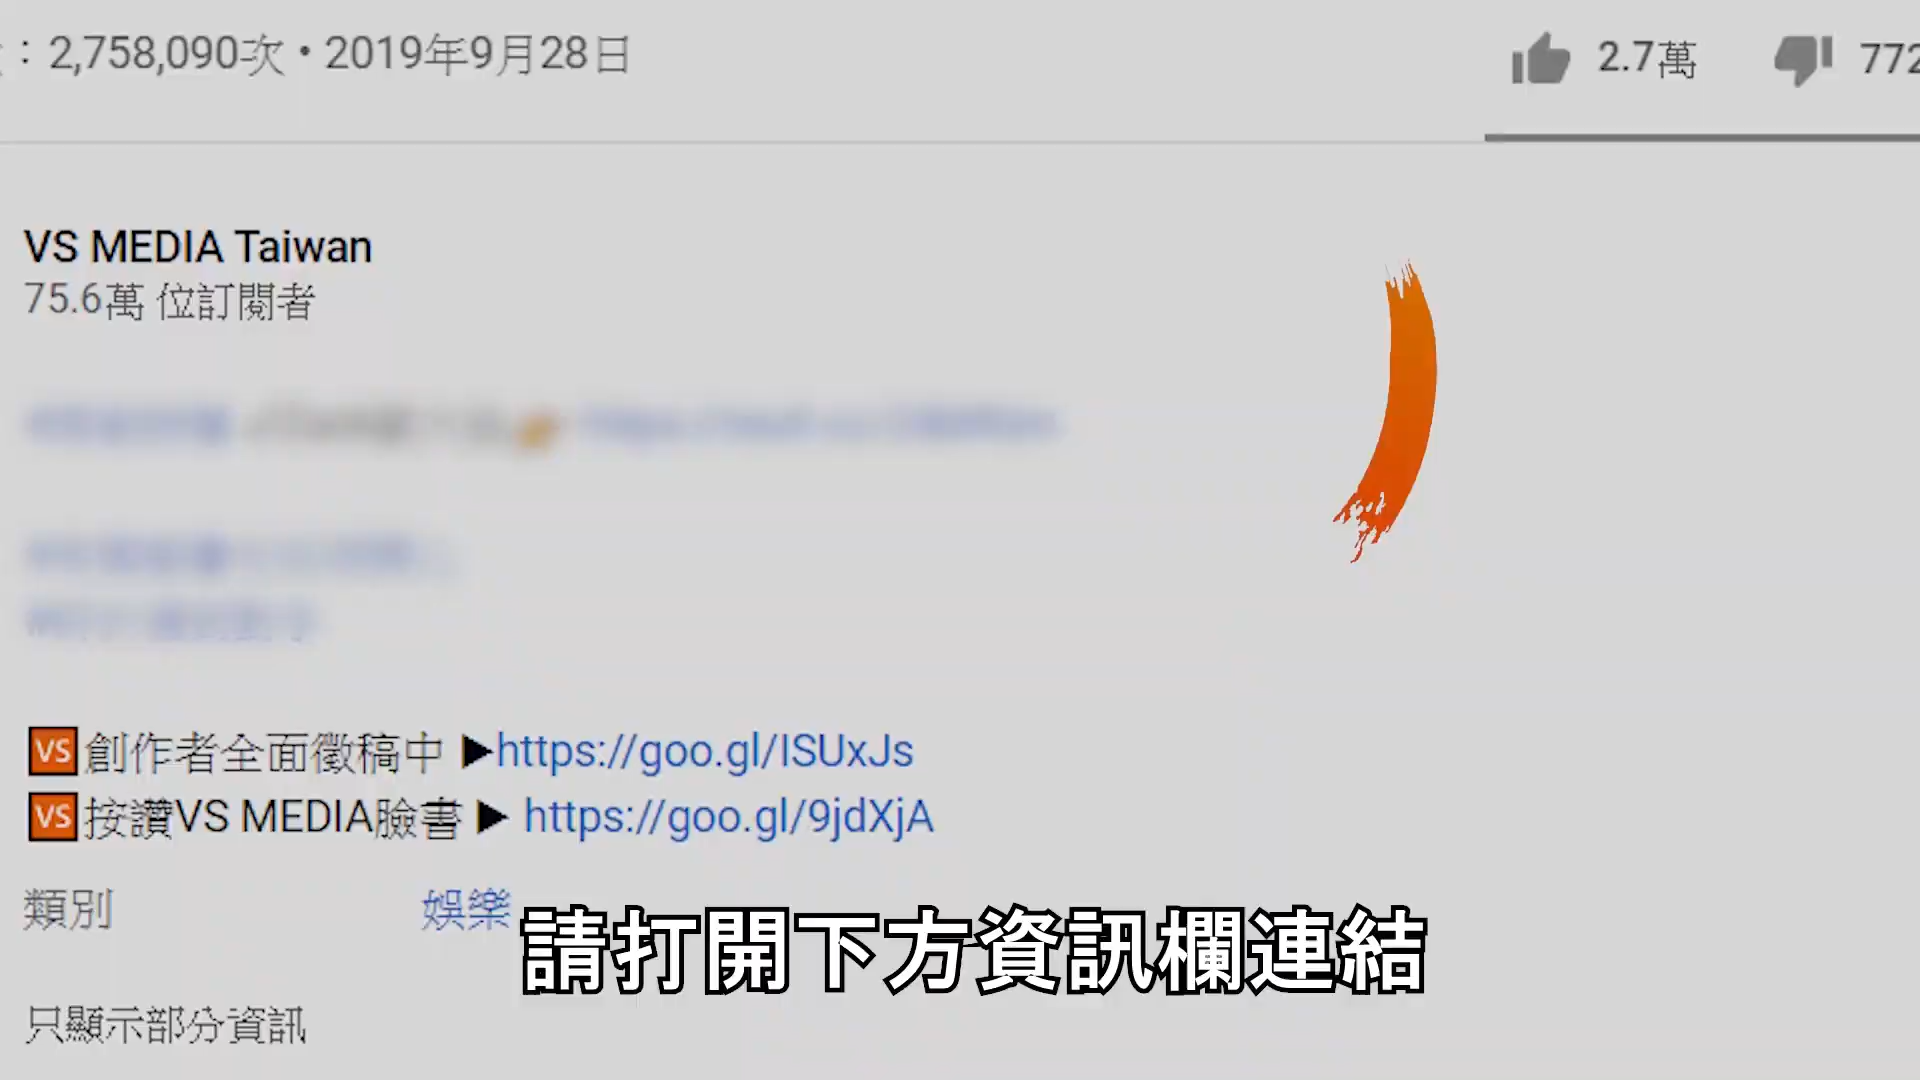 ：2,758,090次 • 2019年9月28日
2.7萬
772
VS MEDIA Taiwan
75.6萬 位訂閱者
VS 創作者全面徵稿中 ▶https://goo.gl/ISUxJs
VS 按讚VS MEDIA臉書 ▶ https://goo.gl/9jdXjA
類別 娛樂
請打開下方資訊欄連結
只顯示部分資訊